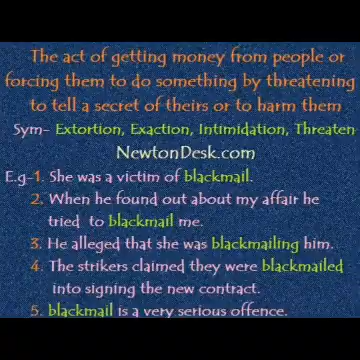 The act of getting money from people or
forcing them to do something by threatening
to tell a secret of theirs or to harm them
Sym- Extortion, Exaction, Intimidation, Threaten
NewtonDesk.com
E.g-1. She was a victim of blackmail.
2. When he found out about my affair he
tried to blackmail me.
3. He alleged that she was blackmailing him.
4. The strikers claimed they were blackmailed
into signing the new contract.
5. blackmail is a very serious offence.